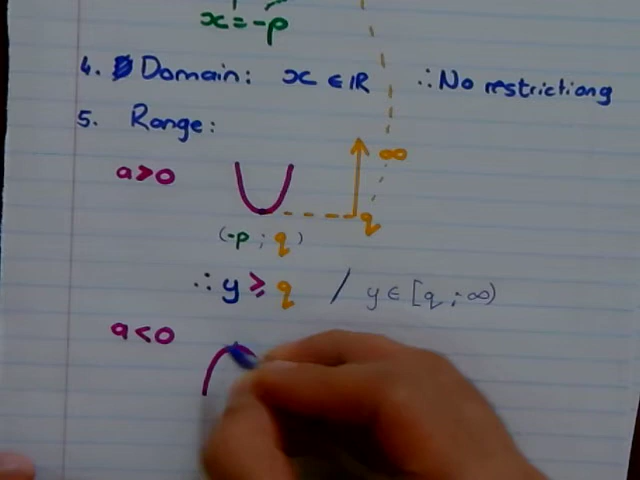 x = -p
4. Domain: x ∈ ℝ ∴ No restrictions
5. Range:
a > 0 ∞
q
(-p ; q)
∴ y ≥ q / y ∈ [q ; ∞)
a < 0